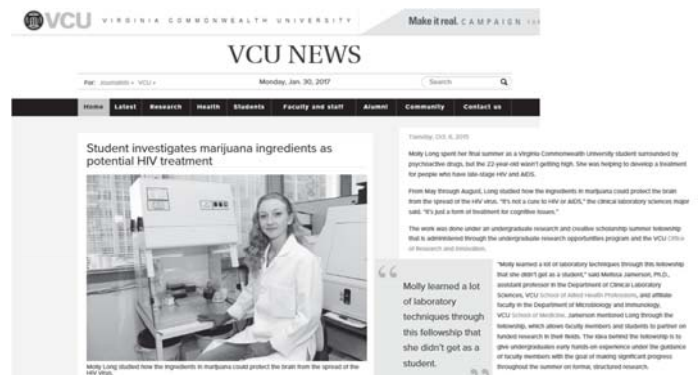 VCU VIRGINIA COMMONWEALTH UNIVERSITY
Make it real. CAMPAIGN
VCU NEWS
For: Journalists VCU
Monday, Jan. 30, 2017
Search
Home Latest Research Health Students Faculty and staff Alumni Community Contact us
Student investigates marijuana ingredients as
potential HIV treatment
Molly Long studied how the ingredients in marijuana could protect the brain from the spread of the
HIV virus.
Tuesday, Oct. 6, 2015
Molly Long spent her final summer as a Virginia Commonwealth University student surrounded by
psychoactive drugs, but the 22-year-old wasn't getting high. She was helping to develop a treatment
for people who have late-stage HIV and AIDS.
From May through August, Long studied how the ingredients in marijuana could protect the brain
from the spread of the HIV virus. "It's not a cure to HIV or AIDS," the clinical laboratory sciences major
said. "It's just a form of treatment for cognitive issues."
The work was done under an undergraduate research and creative scholarship summer fellowship
that is administered through the undergraduate research opportunities program and the VCU Office
of Research and Innovation.
Molly learned a lot
of laboratory
techniques through
this fellowship that
she didn't get as a
student.
"Molly learned a lot of laboratory techniques through this fellowship
that she didn't get as a student," said Melissa Jamerson, Ph.D.,
assistant professor in the Department of Clinical Laboratory
Sciences, VCU School of Allied Health Professions, and affiliate
faculty in the Department of Microbiology and Immunology,
VCU School of Medicine. Jamerson mentored Long through the
fellowship, which allows faculty members and students to partner on
funded research in their fields. The idea behind the fellowship is to
give undergraduates early hands-on experience under the guidance
of faculty members with the goal of making significant progress
throughout the summer on formal, structured research.